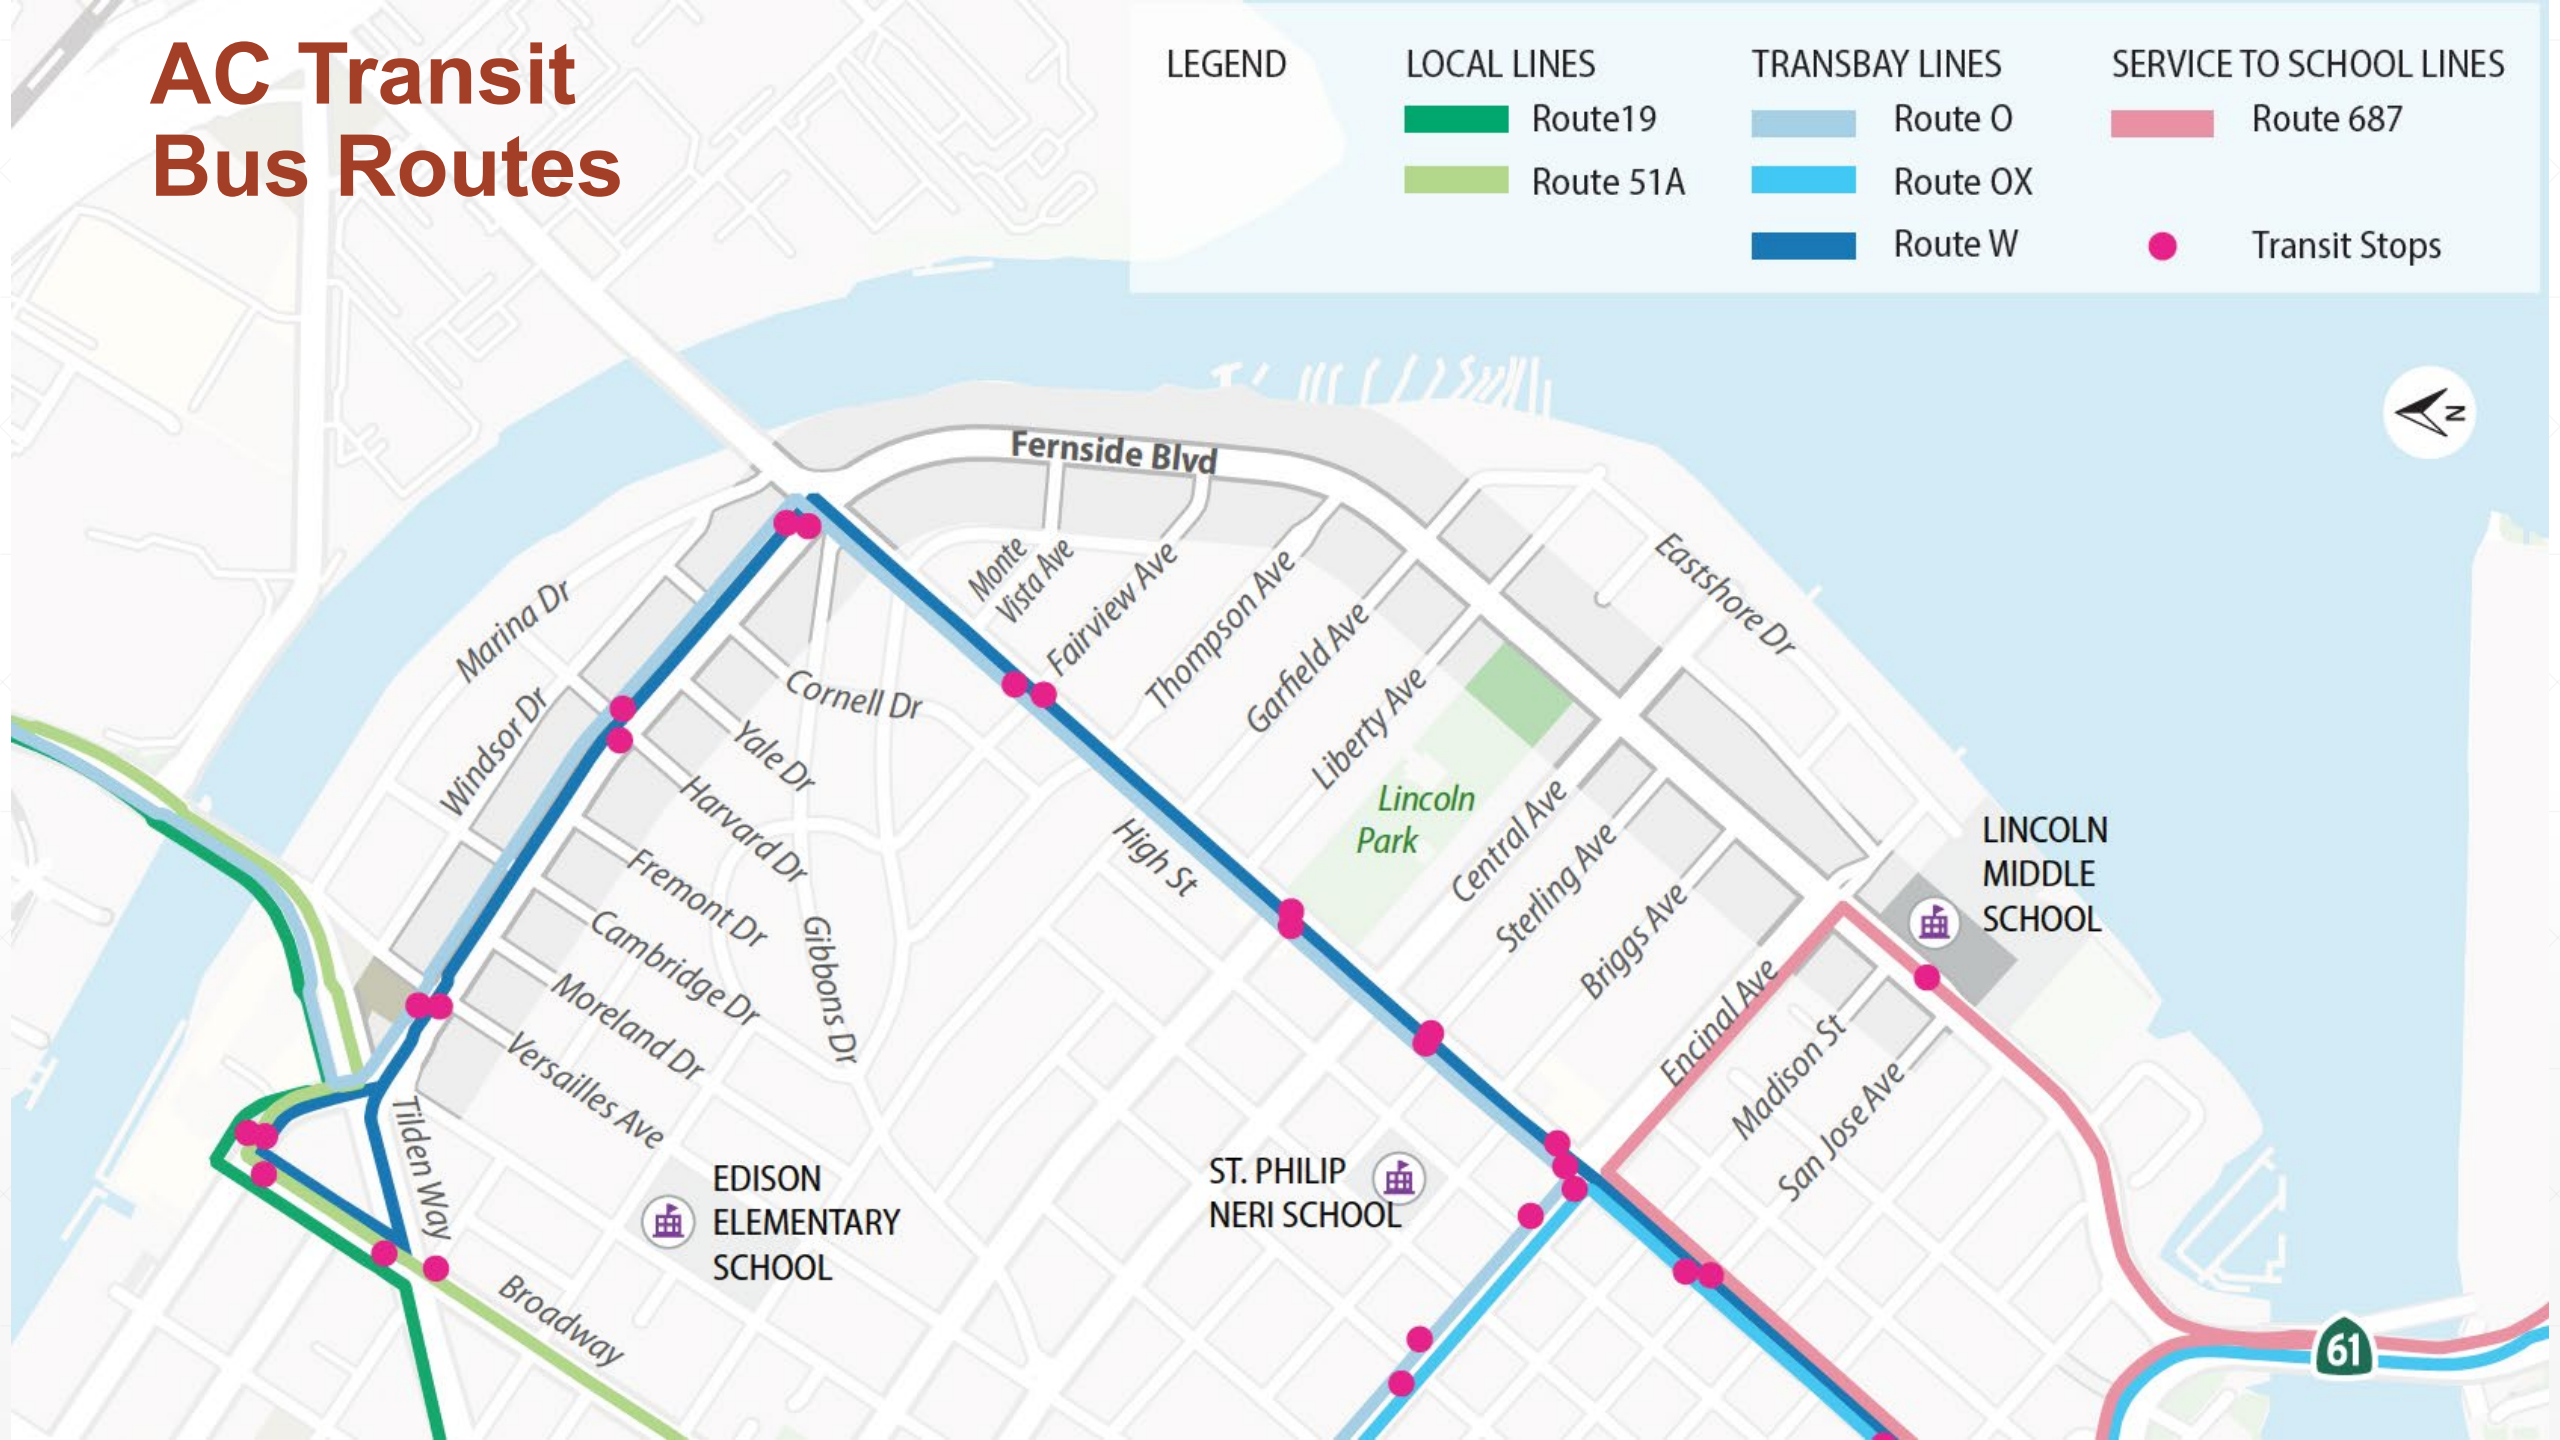 AC Transit
Bus Routes
LEGEND
LOCAL LINES
Route19
Route 51A
TRANSBAY LINES
Route O
Route OX
Route W
SERVICE TO SCHOOL LINES
Route 687
Transit Stops
N
Fernside Blvd
Monte
Vista Ave
Fairview Ave
Thompson Ave
Garfield Ave
Liberty Ave
Eastshore Dr
Marina Dr
Windsor Dr
Cornell Dr
Yale Dr
Harvard Dr
Fremont Dr
Cambridge Dr
Moreland Dr
Versailles Ave
Gibbons Dr
High St
Lincoln
Park
Central Ave
Sterling Ave
Briggs Ave
Encinal Ave
Madison St
San Jose Ave
LINCOLN
MIDDLE
SCHOOL
Tilden Way
EDISON
ELEMENTARY
SCHOOL
ST. PHILIP
NERI SCHOOL
Broadway
61